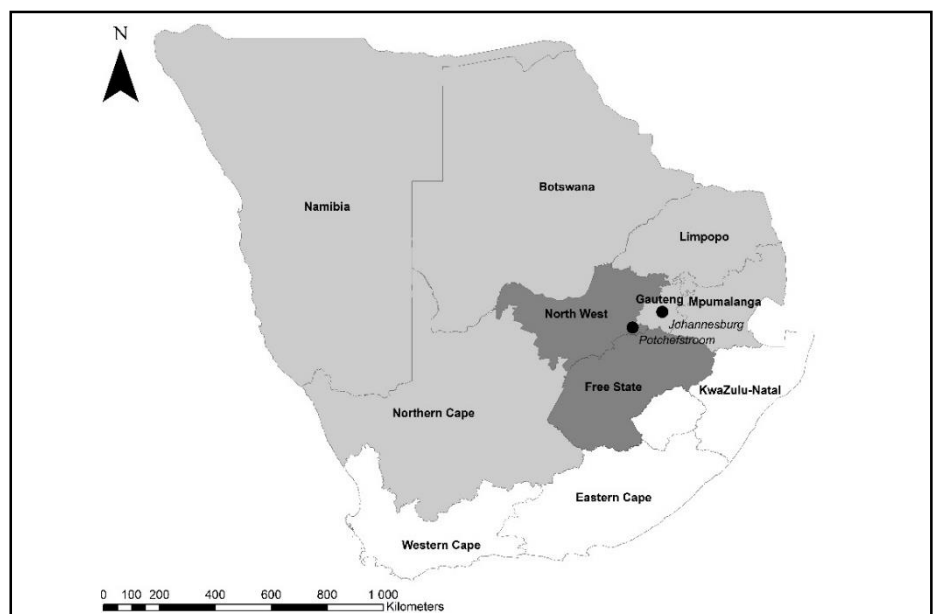 N
Namibia
Botswana
Limpopo
Gauteng
Mpumalanga
North West
Johannesburg
Potchefstroom
Free State
KwaZulu-Natal
Northern Cape
Eastern Cape
Western Cape
0 100 200 400 600 800 1 000
Kilometers